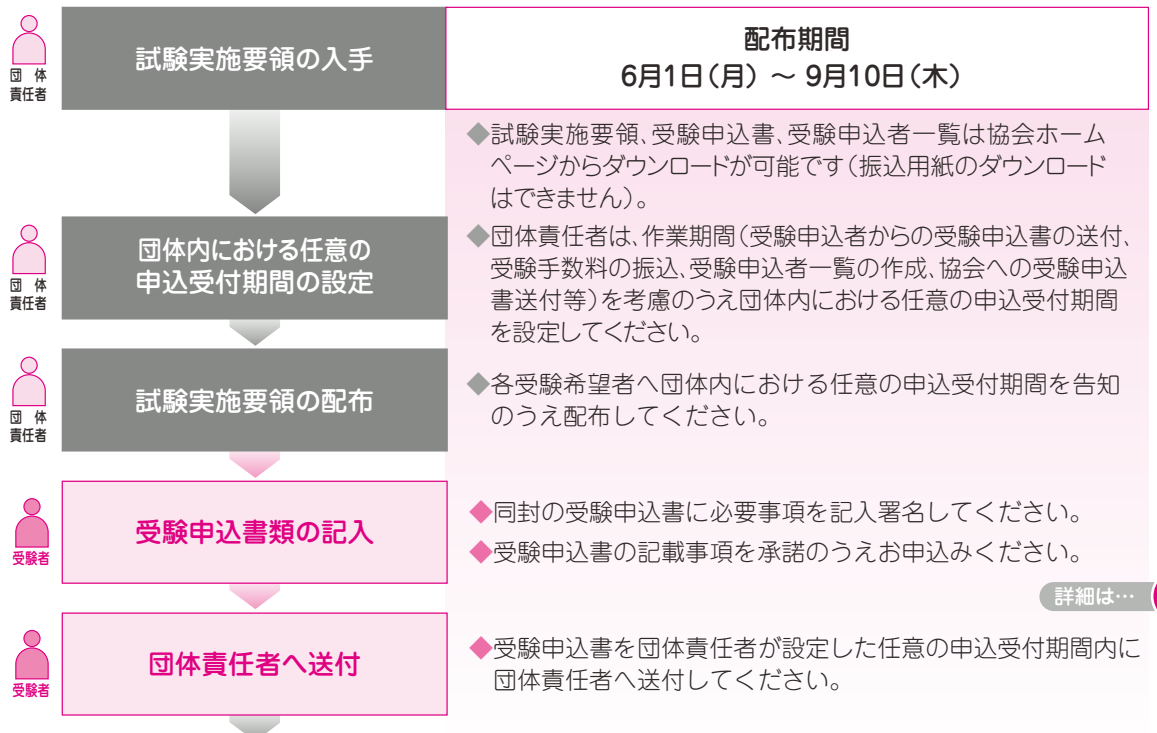 団体
責任者
試験実施要領の入手
配布期間
6月1日(月) ~ 9月10日(木)
◆試験実施要領、受験申込書、受験申込者一覧は協会ホーム
ページからダウンロードが可能です(振込用紙のダウンロード
はできません)。
団体
責任者
団体内における任意の
申込受付期間の設定
◆団体責任者は、作業期間(受験申込者からの受験申込書の送付、
受験手数料の振込、受験申込者一覧の作成、協会への受験申込
書送付等)を考慮のうえ団体内における任意の申込受付期間
を設定してください。
団体
責任者
試験実施要領の配布
◆各受験希望者へ団体内における任意の申込受付期間を告知
のうえ配布してください。
受験者
受験申込書類の記入
◆同封の受験申込書に必要事項を記入署名してください。
◆受験申込書の記載事項を承諾のうえお申込みください。
詳細は…
受験者
団体責任者へ送付
◆受験申込書を団体責任者が設定した任意の申込受付期間内に
団体責任者へ送付してください。